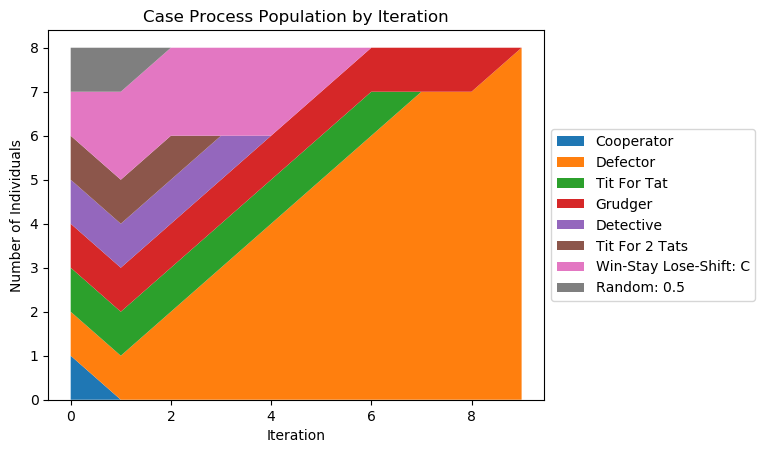 Case Process Population by Iteration
Number of Individuals
8
7
6
5
4
3
2
1
0
0 2 4 6 8
Iteration
Cooperator
Defector
Tit For Tat
Grudger
Detective
Tit For 2 Tats
Win-Stay Lose-Shift: C
Random: 0.5